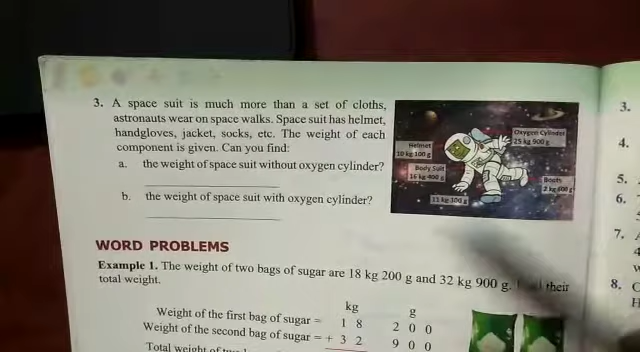 3. A space suit is much more than a set of cloths,
astronauts wear on space walks. Space suit has helmet,
handgloves, jacket, socks, etc. The weight of each
component is given. Can you find:
a. the weight of space suit without oxygen cylinder?
b. the weight of space suit with oxygen cylinder?
Oxygen Cylinder
25 kg 900 g
Helmet
10 kg 100 g
Body Suit
16 kg 400 g
Boots
2 kg
11 kg 300 g
WORD PROBLEMS
Example 1. The weight of two bags of sugar are 18 kg 200 g and 32 kg 900 g. their
total weight.
kg g
Weight of the first bag of sugar = 1 8 2 0 0
Weight of the second bag of sugar = + 3 2 9 0 0
Total weight of
3.
4.
5.
6.
7.
8.